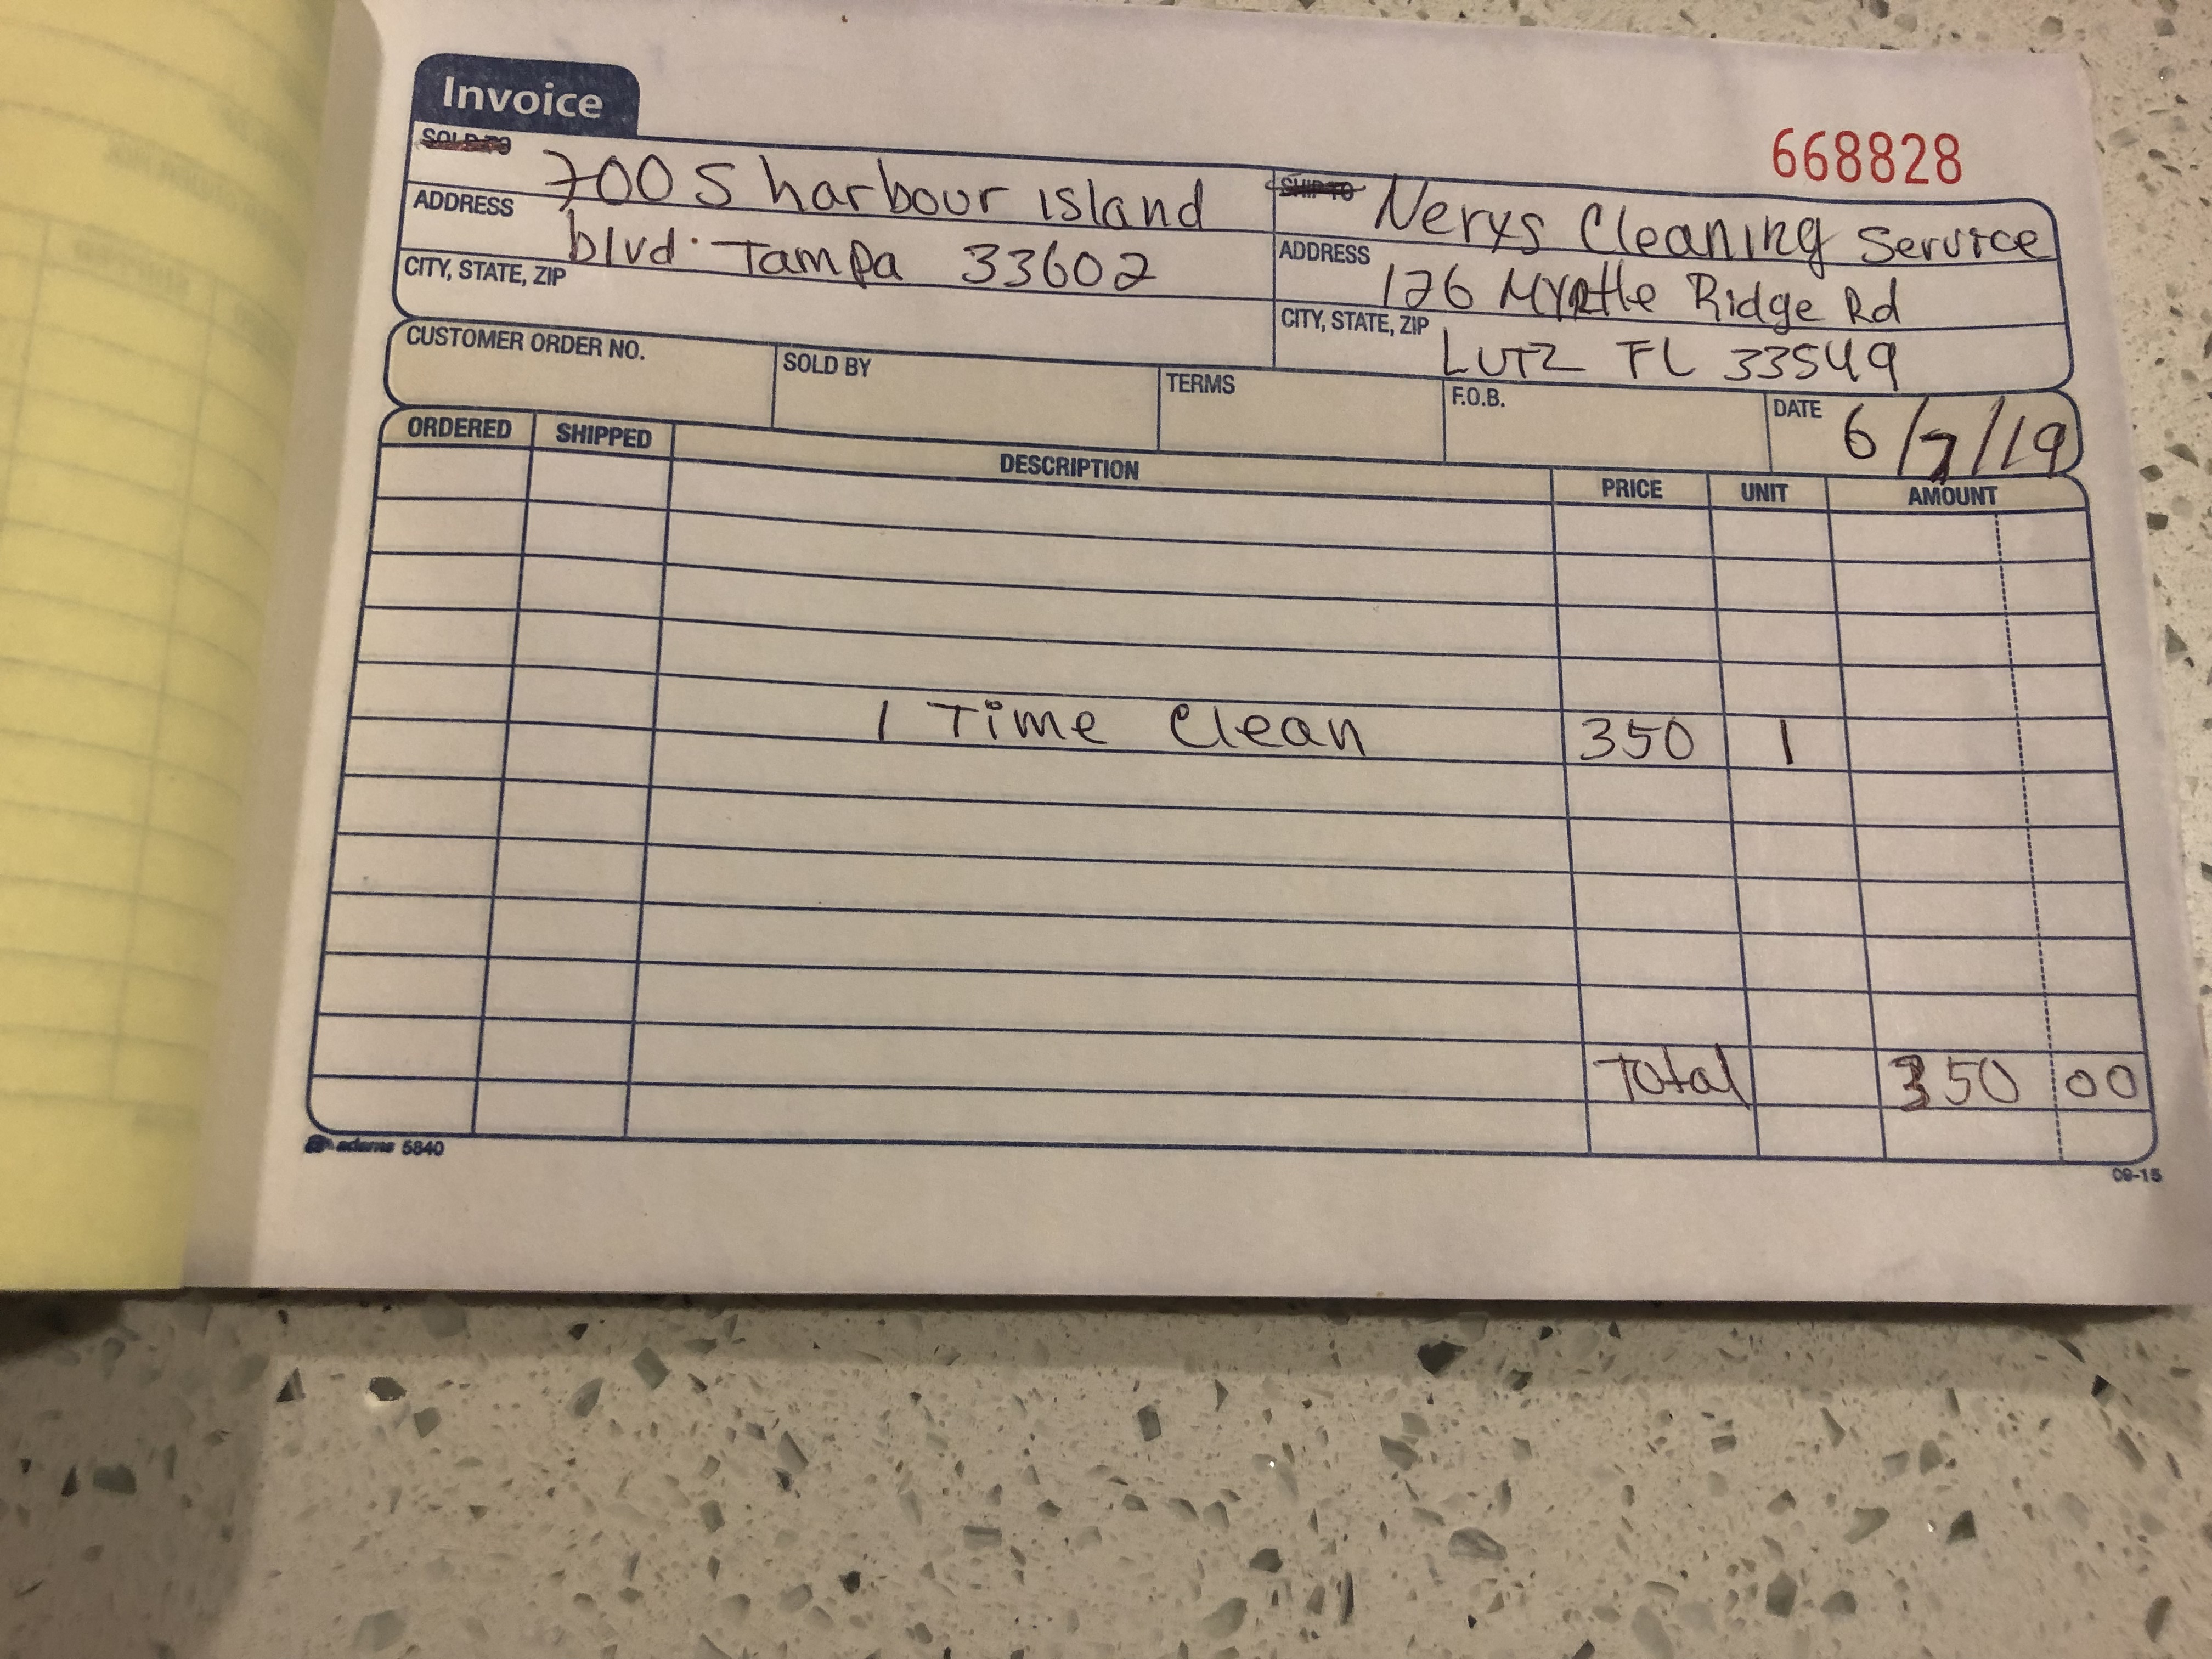 Invoice
668828
SOLD TO
ADDRESS 700 S harbour island
CITY, STATE, ZIP blvd. Tampa 33602
SHIP TO Nerys Cleaning Service
ADDRESS 126 Myrtle Ridge Rd
CITY, STATE, ZIP LUTZ FL 33549
CUSTOMER ORDER NO. SOLD BY TERMS F.O.B. DATE 6/7/19
ORDERED SHIPPED DESCRIPTION PRICE UNIT AMOUNT
1 Time Clean 350 1
Total 350 00
adams 5840 09-15